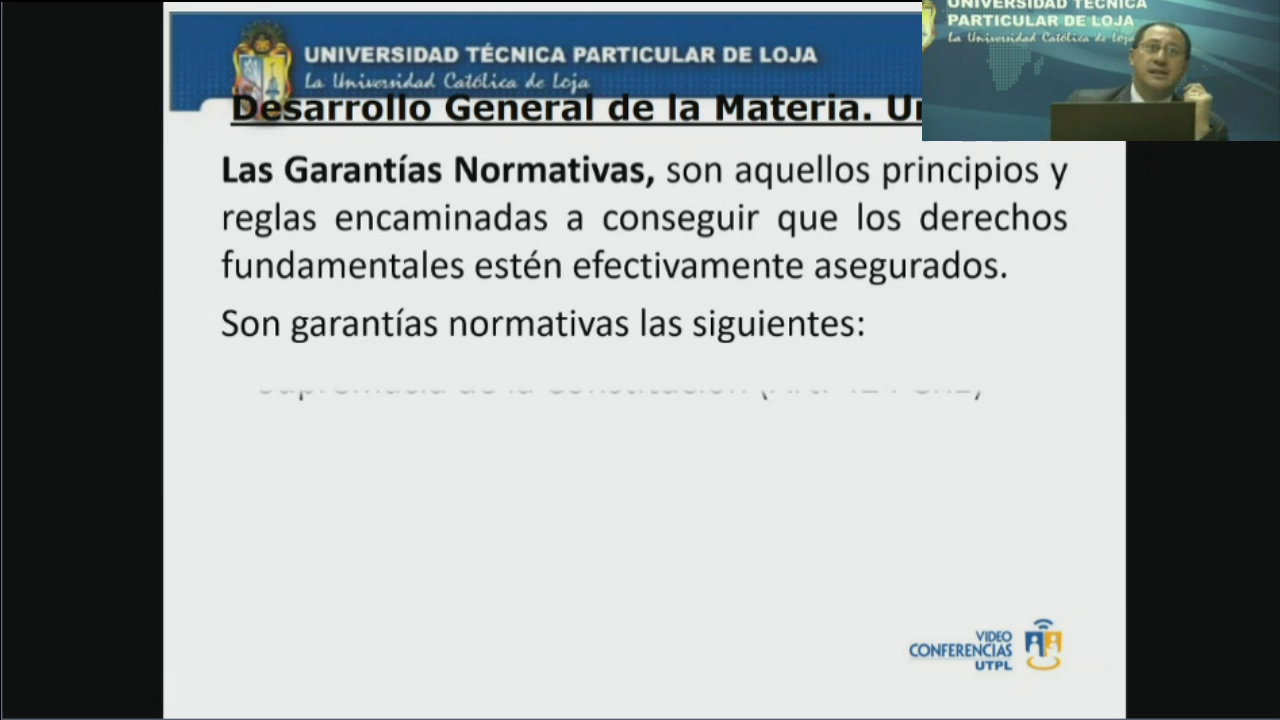 UNIVERSIDAD TÉCNICA PARTICULAR DE LOJA
La Universidad Católica de Loja
Desarrollo General de la Materia.
UNIVERSIDAD TÉCNICA
PARTICULAR DE LOJA
La Universidad Católica de Loja
Las Garantías Normativas, son aquellos principios y
reglas encaminadas a conseguir que los derechos
fundamentales estén efectivamente asegurados.
Son garantías normativas las siguientes:
VIDEO
CONFERENCIAS
UTPL